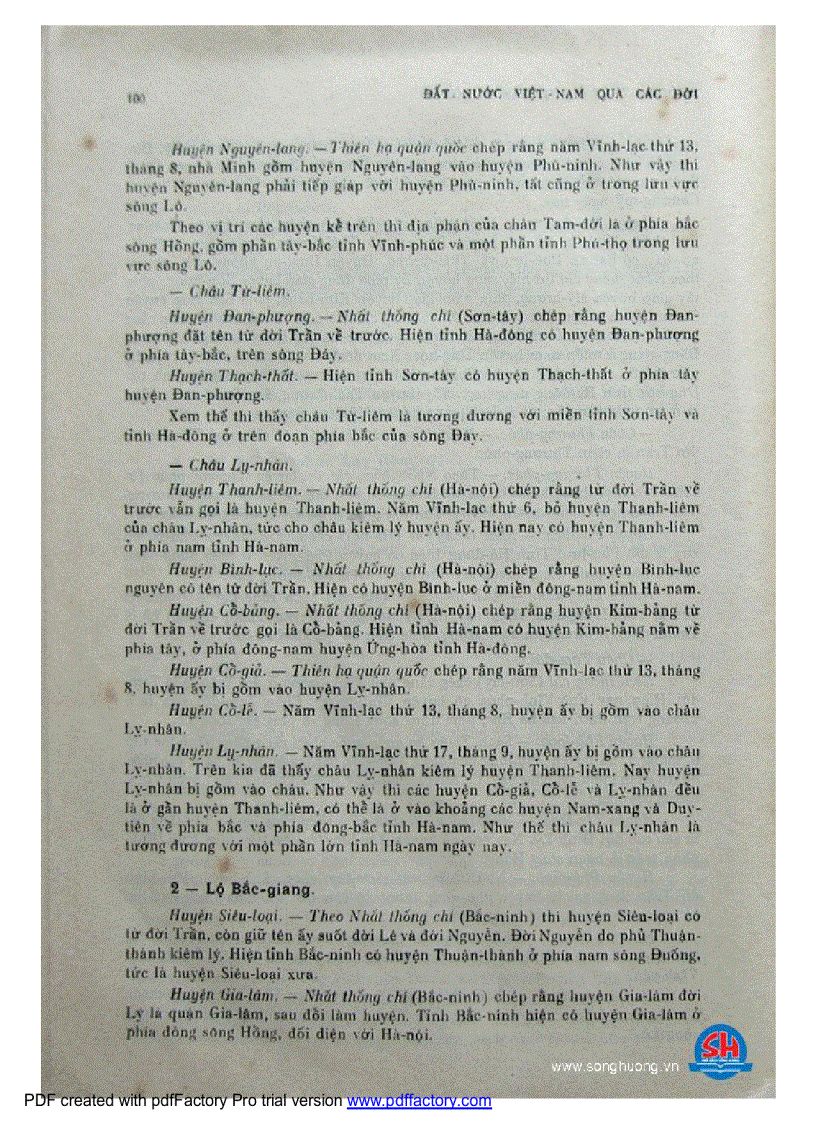 100 ĐẤT NƯỚC VIỆT-NAM QUA CÁC ĐỜI
Huyện Nguyên-lang. — Thiên hạ quận quốc chép rằng năm Vĩnh-lạc thứ 13,
tháng 8, nhà Minh gồm huyện Nguyên-lang vào huyện Phù-ninh. Như vậy thì
huyện Nguyên-lang phải tiếp giáp với huyện Phù-ninh, tất cũng ở trong lưu vực
sông Lô.
Theo vị trí các huyện kể trên thì địa phận của châu Tam-đới là ở phía bắc
sông Hồng, gồm phần tây-bắc tỉnh Vĩnh-phúc và một phần tỉnh Phú-thọ trong lưu
vực sông Lô.
— Châu Từ-liêm.
Huyện Đan-phượng. — Nhất thống chí (Sơn-tây) chép rằng huyện Đan-
phượng đặt tên từ đời Trần về trước. Hiện tỉnh Hà-đông có huyện Đan-phượng
ở phía tây-bắc, trên sông Đáy.
Huyện Thạch-thất. — Hiện tỉnh Sơn-tây có huyện Thạch-thất ở phía tây
huyện Đan-phượng.
Xem thế thì thấy châu Từ-liêm là tương đương với miền tỉnh Sơn-tây và
tỉnh Hà-đông ở trên đoạn phía bắc của sông Đáy.
— Châu Lỵ-nhân.
Huyện Thanh-liêm. — Nhất thống chí (Hà-nội) chép rằng từ đời Trần về
trước vẫn gọi là huyện Thanh-liêm. Năm Vĩnh-lạc thứ 6, bỏ huyện Thanh-liêm
của châu Lỵ-nhân, tức cho châu kiêm lý huyện ấy. Hiện nay có huyện Thanh-liêm
ở phía nam tỉnh Hà-nam.
Huyện Bình-lục. — Nhất thống chí (Hà-nội) chép rằng huyện Bình-lục
nguyên có tên từ đời Trần. Hiện có huyện Bình-lục ở miền đông-nam tỉnh Hà-nam.
Huyện Cổ-bảng. — Nhất thống chí (Hà-nội) chép rằng huyện Kim-bảng từ
đời Trần về trước gọi là Cổ-bảng. Hiện tỉnh Hà-nam có huyện Kim-bảng nằm về
phía tây, ở phía đông-nam huyện Ứng-hòa tỉnh Hà-đông.
Huyện Cổ-giả. — Thiên hạ quận quốc chép rằng năm Vĩnh-lạc thứ 13, tháng
8, huyện ấy bị gồm vào huyện Lỵ-nhân.
Huyện Cổ-lễ. — Năm Vĩnh-lạc thứ 13, tháng 8, huyện ấy bị gồm vào châu
Lỵ-nhân.
Huyện Lỵ-nhân. — Năm Vĩnh-lạc thứ 17, tháng 9, huyện ấy bị gồm vào châu
Lỵ-nhân. Trên kia đã thấy châu Lỵ-nhân kiêm lý huyện Thanh-liêm. Nay huyện
Lỵ-nhân bị gồm vào châu. Như vậy thì các huyện Cổ-giả, Cổ-lễ và Lỵ-nhân đều
là ở gần huyện Thanh-liêm, có thể là ở vào khoảng các huyện Nam-xang và Duy-
tiên về phía bắc và phía đông-bắc tỉnh Hà-nam. Như thế thì châu Lỵ-nhân là
tương đương với một phần lớn tỉnh Hà-nam ngày nay.
2 — Lộ Bắc-giang.
Huyện Siêu-loại. — Theo Nhất thống chí (Bắc-ninh) thì huyện Siêu-loại có
từ đời Trần, còn giữ tên ấy suốt đời Lê và đời Nguyễn. Đời Nguyễn do phủ Thuận-
thành kiêm lý. Hiện tỉnh Bắc-ninh có huyện Thuận-thành ở phía nam sông Đuống,
tức là huyện Siêu-loại xưa.
Huyện Gia-lâm. — Nhất thống chí (Bắc-ninh) chép rằng huyện Gia-lâm đời
Lý là quận Gia-lâm, sau đổi làm huyện. Tỉnh Bắc-ninh hiện có huyện Gia-lâm ở
phía đông sông Hồng, đối diện với Hà-nội.
SH
www.songhuong.vn
PDF created with pdfFactory Pro trial version www.pdffactory.com